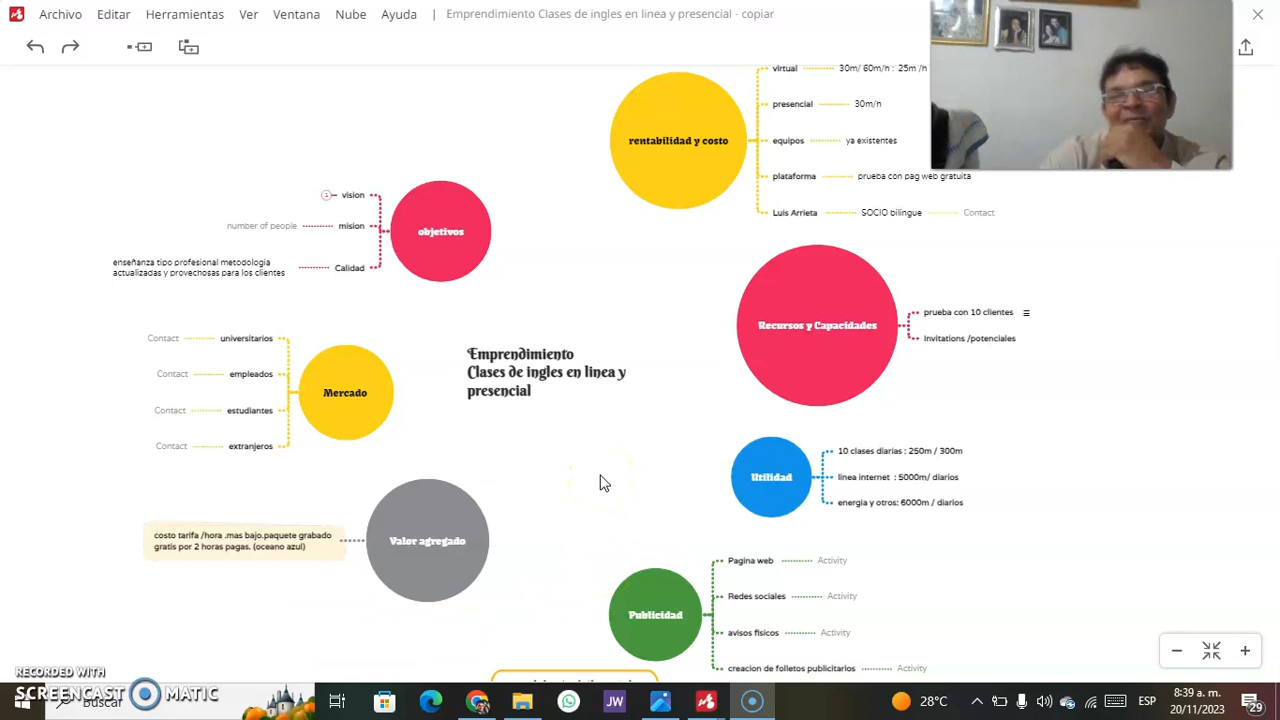 Archivo Editar Herramientas Ver Ventana Nube Ayuda | Emprendimiento Clases de ingles en linea y presencial - copiar
rentabilidad y costo
virtual 30m/ 60m/h : 25m /h
presencial 30m/h
equipos ya existentes
plataforma prueba con pag web gratuita
Luis Arrieta SOCIO bilingue Contact
objetivos
1 vision
number of people mision
enseñanza tipo profesional metodologia
actualizadas y provechosas para los clientes
Calidad
Recursos y Capacidades
prueba con 10 clientes
Invitations /potenciales
Emprendimiento
Clases de ingles en linea y
presencial
Mercado
Contact universitarios
Contact empleados
Contact estudiantes
Contact extranjeros
Utilidad
10 clases diarias : 250m / 300m
linea internet : 5000m/ diarios
energia y otros: 6000m / diarios
Valor agregado
costo tarifa /hora .mas bajo.paquete grabado
gratis por 2 horas pagas. (oceano azul)
Publicidad
Pagina web Activity
Redes sociales Activity
avisos fisicos Activity
creacion de folletos publicitarios Activity
RECORDED WITH
SCREENCAST MATIC
Busca
JW
28°C
ESP
8:39 a. m.
20/11/2023
29